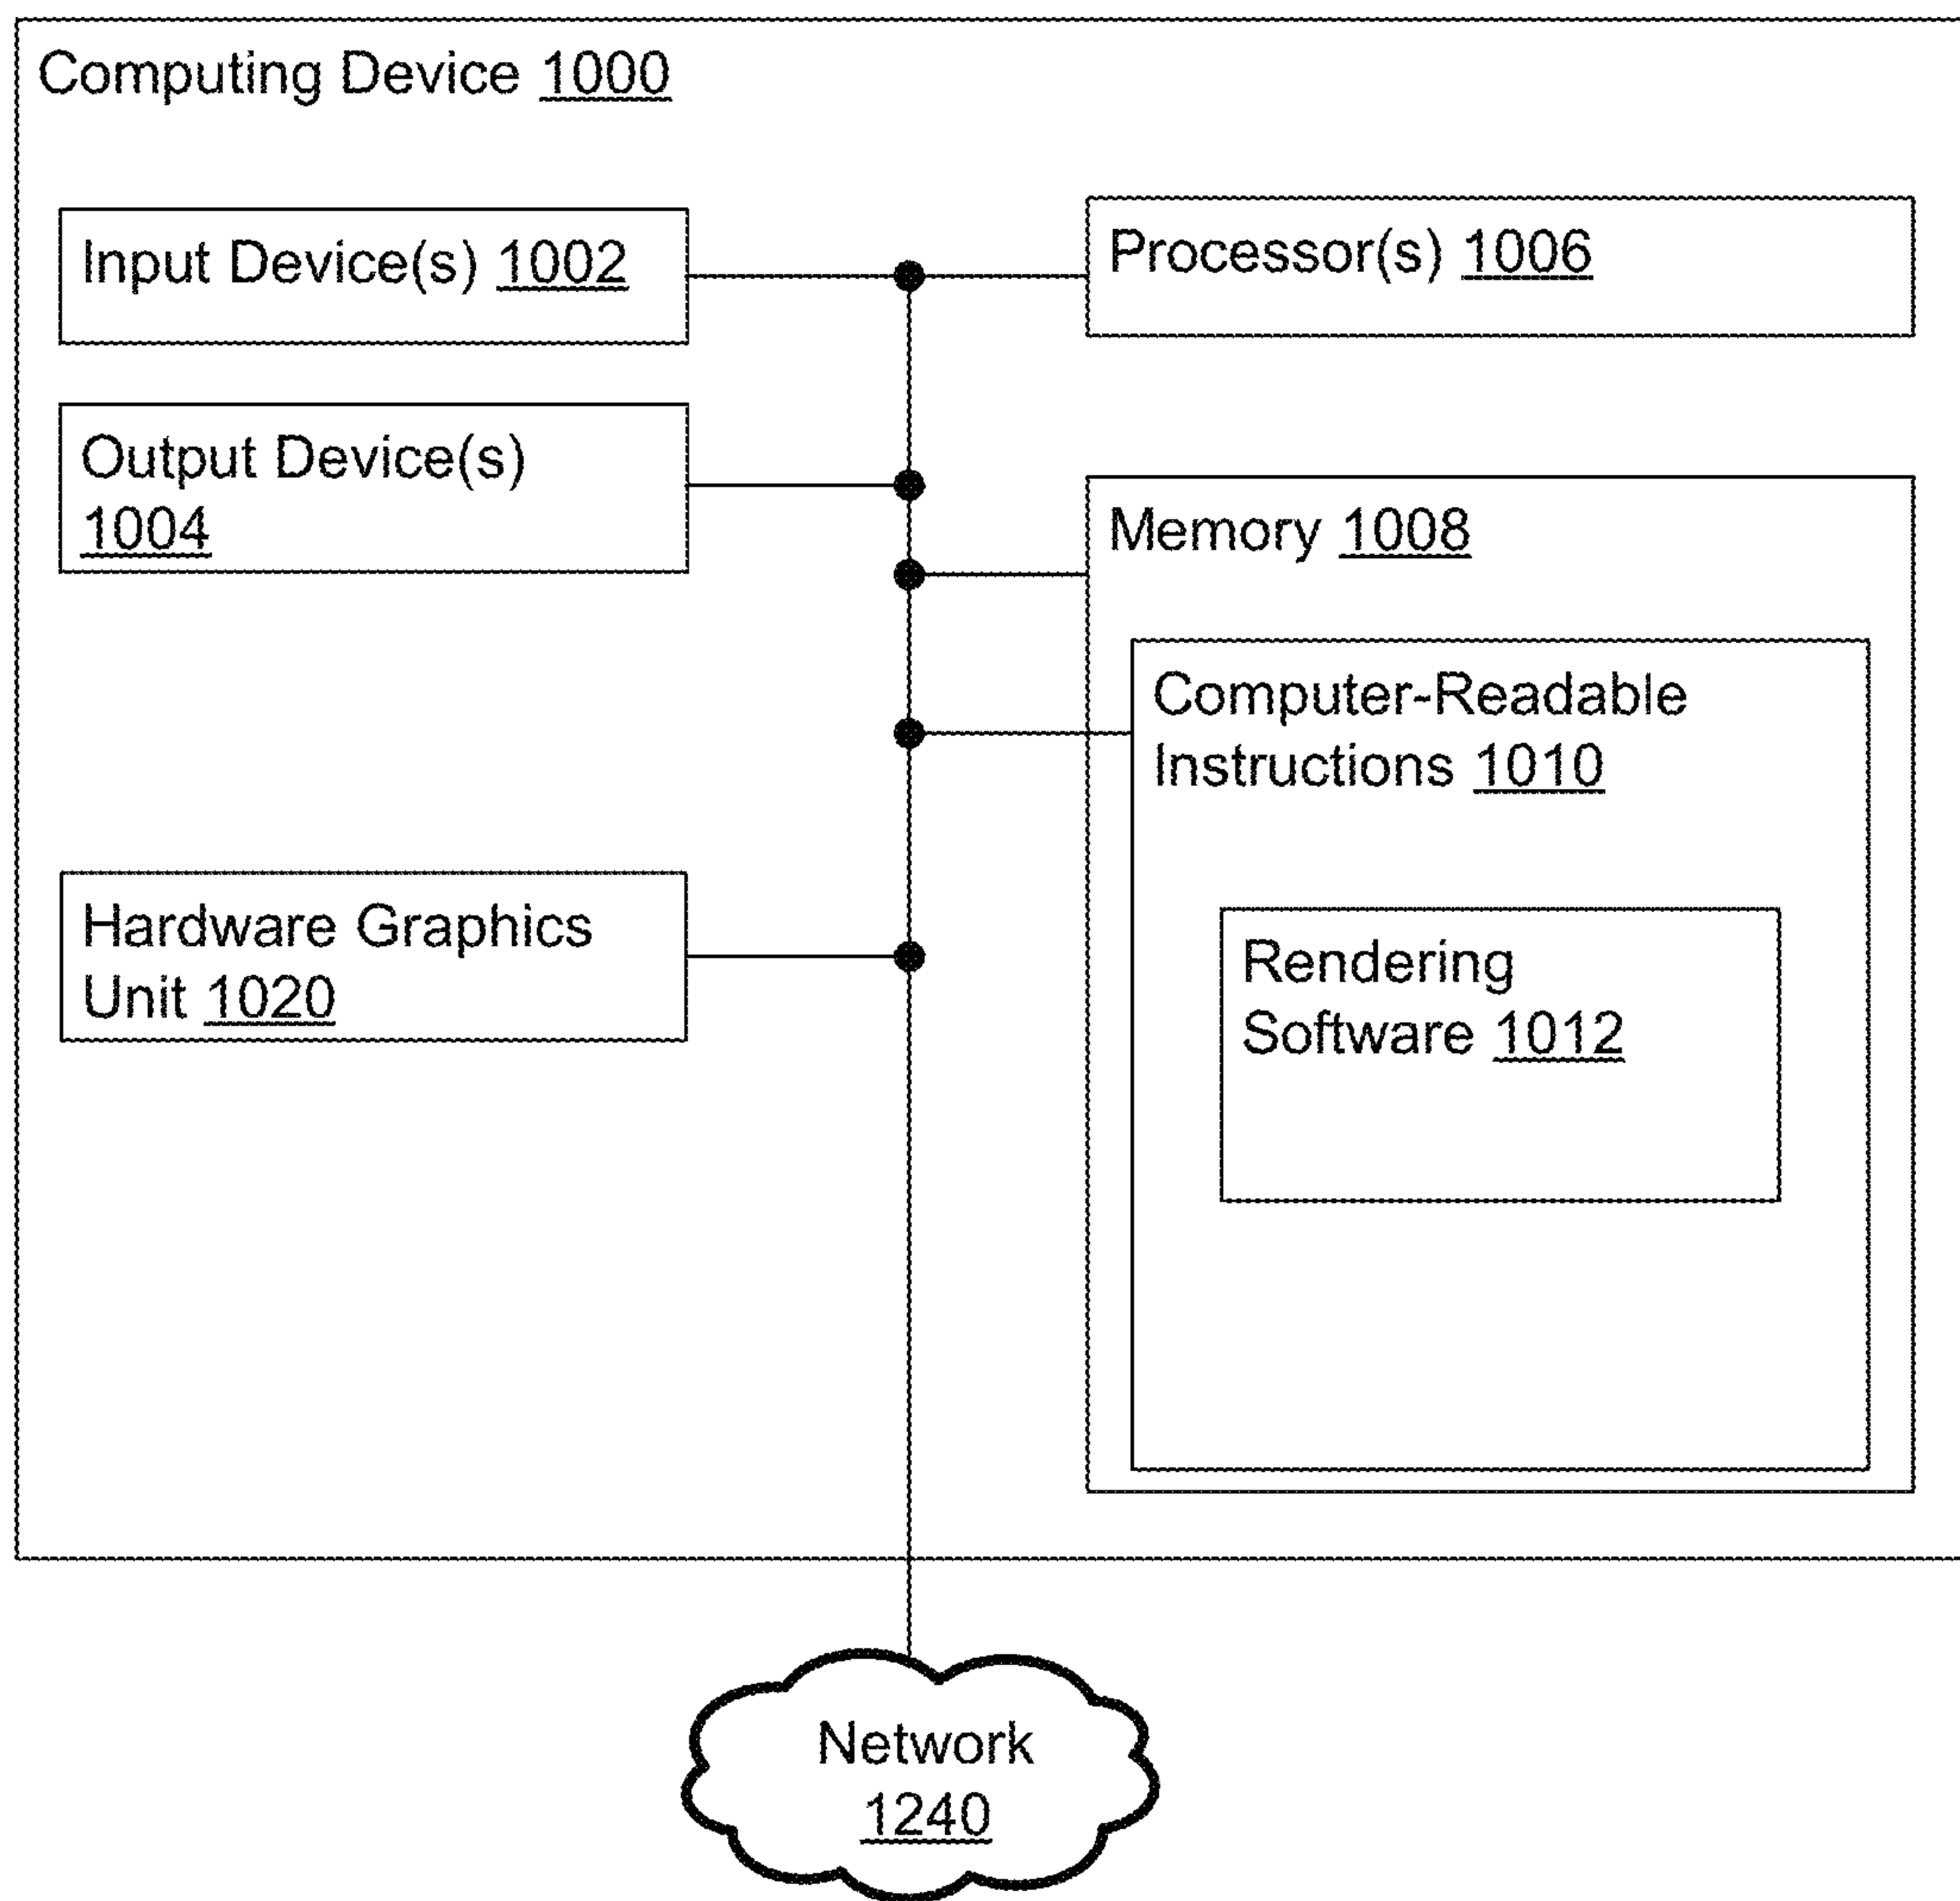 Computing Device 1000
Input Device(s) 1002
Processor(s) 1006
Output Device(s)
1004
Memory 1008
Computer-Readable
Instructions 1010
Hardware Graphics
Unit 1020
Rendering
Software 1012
Network
1240